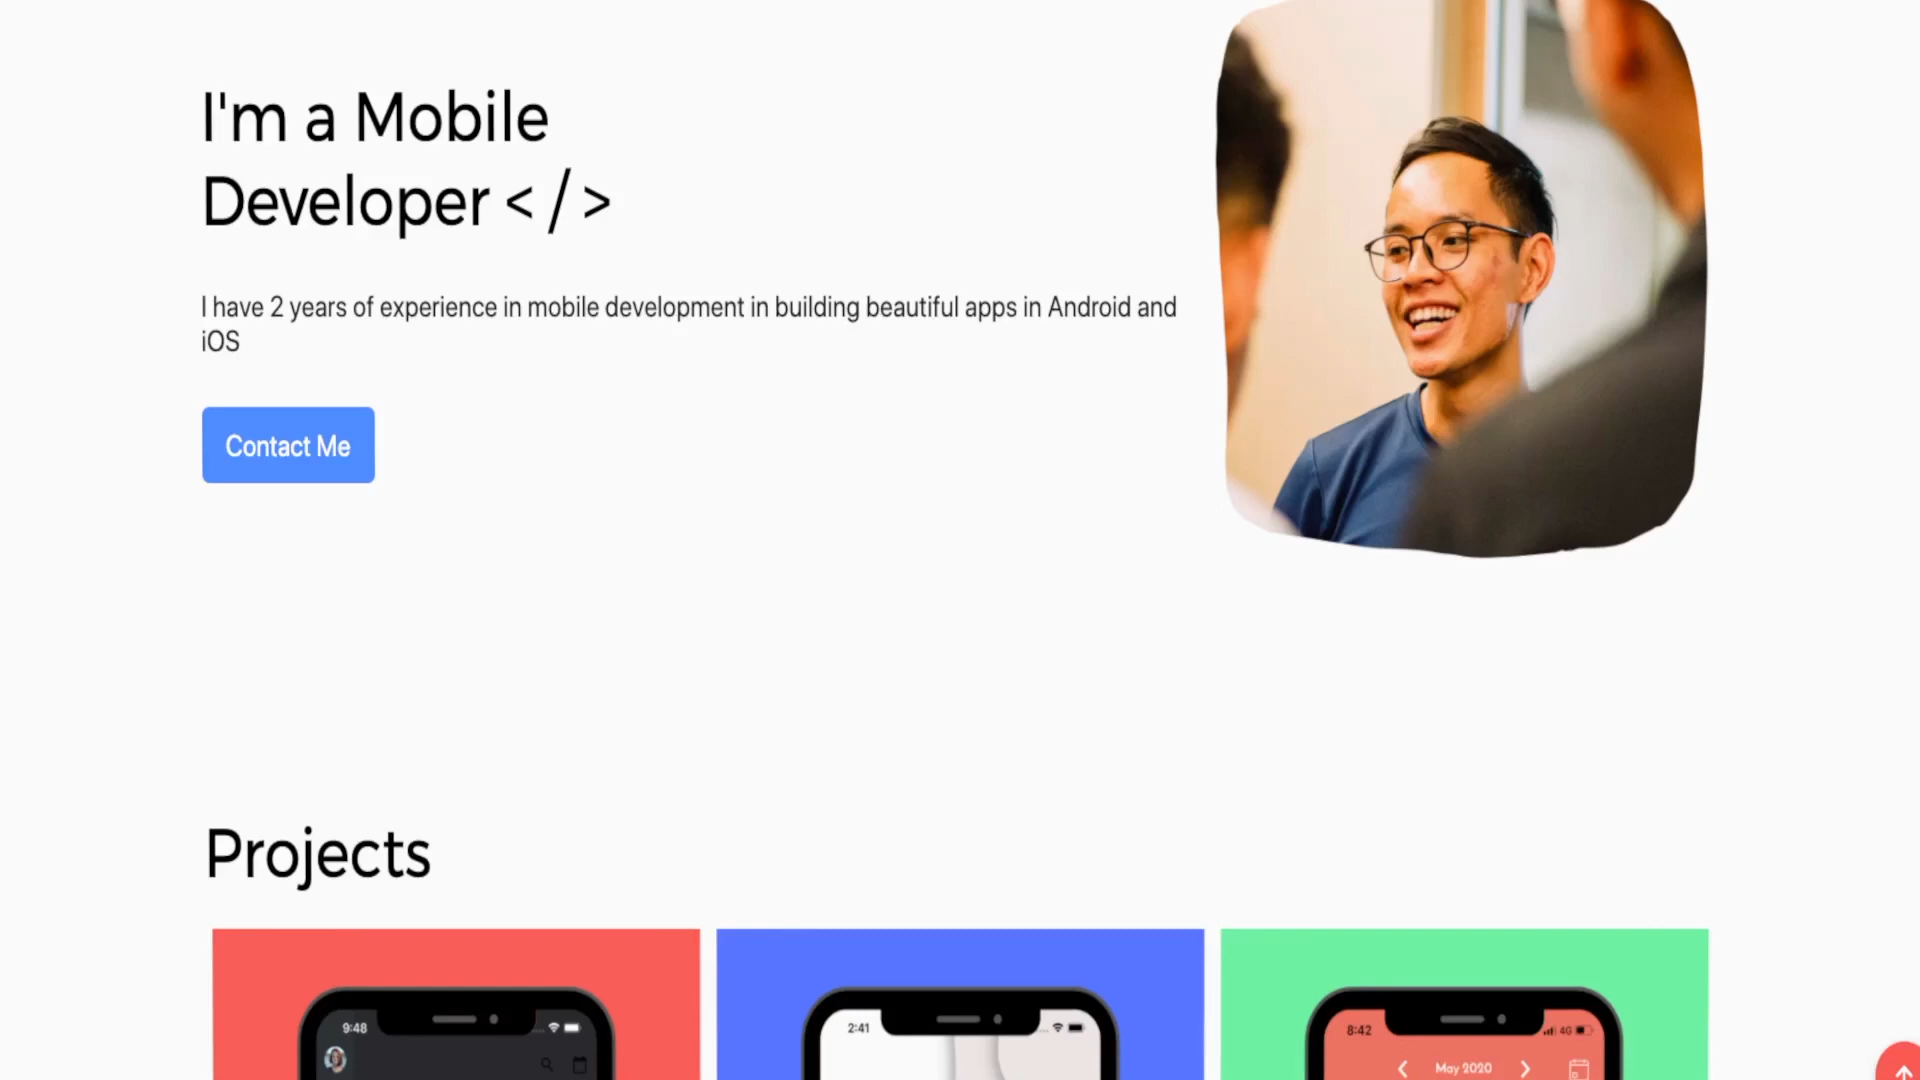 I'm a Mobile
Developer </>
I have 2 years of experience in mobile development in building beautiful apps in Android and
iOS
Contact Me
Projects
9:48
2:41
8:42
4G
May 2020